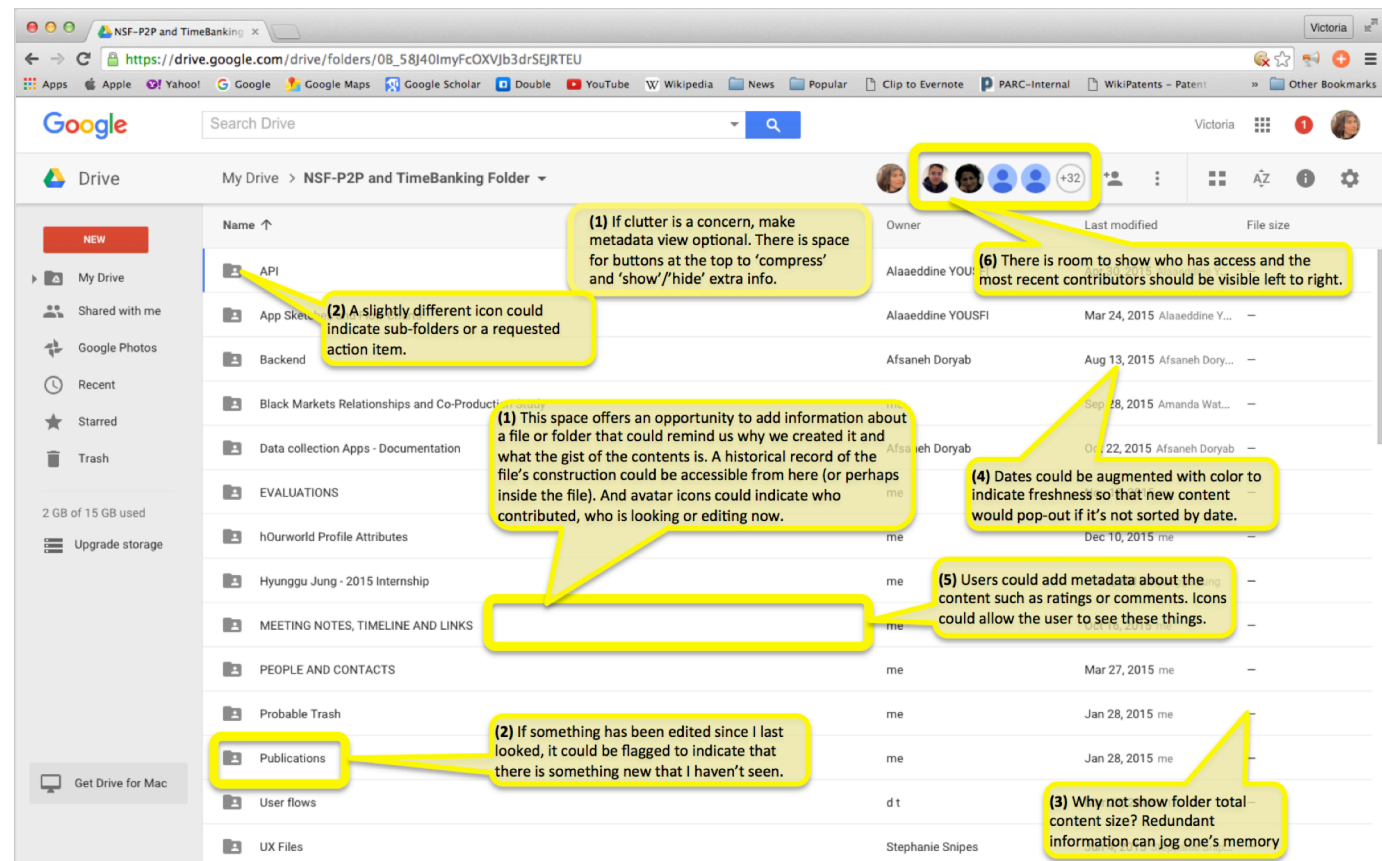 NSF-P2P and TimeBanking
Victoria
https://drive.google.com/drive/folders/0B_58J40ImyFcOXVJb3drSEJRTEU
Apps Apple Yahoo! Google Google Maps Google Scholar Double YouTube Wikipedia News Popular Clip to Evernote PARC-Internal WikiPatents - Patent » Other Bookmarks
Google
Search Drive
Victoria
1
Drive
My Drive > NSF-P2P and TimeBanking Folder
+32
AZ
NEW
My Drive
Shared with me
Google Photos
Recent
Starred
Trash
2 GB of 15 GB used
Upgrade storage
Get Drive for Mac
Name ↑
Owner
Last modified
File size
(1) If clutter is a concern, make
metadata view optional. There is space
for buttons at the top to ‘compress’
and ‘show’/‘hide’ extra info.
(6) There is room to show who has access and the
most recent contributors should be visible left to right.
API
Alaaeddine YOUSFI
Apr 30, 2015
(2) A slightly different icon could
indicate sub-folders or a requested
action item.
App
Alaaeddine YOUSFI
Mar 24, 2015 Alaaeddine Y... –
Backend
Afsaneh Doryab
Aug 13, 2015 Afsaneh Dory... –
Black Markets Relationships and Co-Production Study
me
Sep 28, 2015 Amanda Wat... –
(1) This space offers an opportunity to add information about
a file or folder that could remind us why we created it and
what the gist of the contents is. A historical record of the
file’s construction could be accessible from here (or perhaps
inside the file). And avatar icons could indicate who
contributed, who is looking or editing now.
Data collection Apps - Documentation
Afsaneh Doryab
Oct 22, 2015 Afsaneh Doryab –
(4) Dates could be augmented with color to
indicate freshness so that new content
would pop-out if it’s not sorted by date.
EVALUATIONS
me
hOurworld Profile Attributes
me
Dec 10, 2015 me –
Hyunggu Jung - 2015 Internship
me
–
(5) Users could add metadata about the
content such as ratings or comments. Icons
could allow the user to see these things.
MEETING NOTES, TIMELINE AND LINKS
me
Oct 16, 2015 me –
PEOPLE AND CONTACTS
me
Mar 27, 2015 me –
Probable Trash
me
Jan 28, 2015 me –
(2) If something has been edited since I last
looked, it could be flagged to indicate that
there is something new that I haven’t seen.
Publications
me
Jan 28, 2015 me –
User flows
d t
(3) Why not show folder total
content size? Redundant
information can jog one’s memory
UX Files
Stephanie Snipes